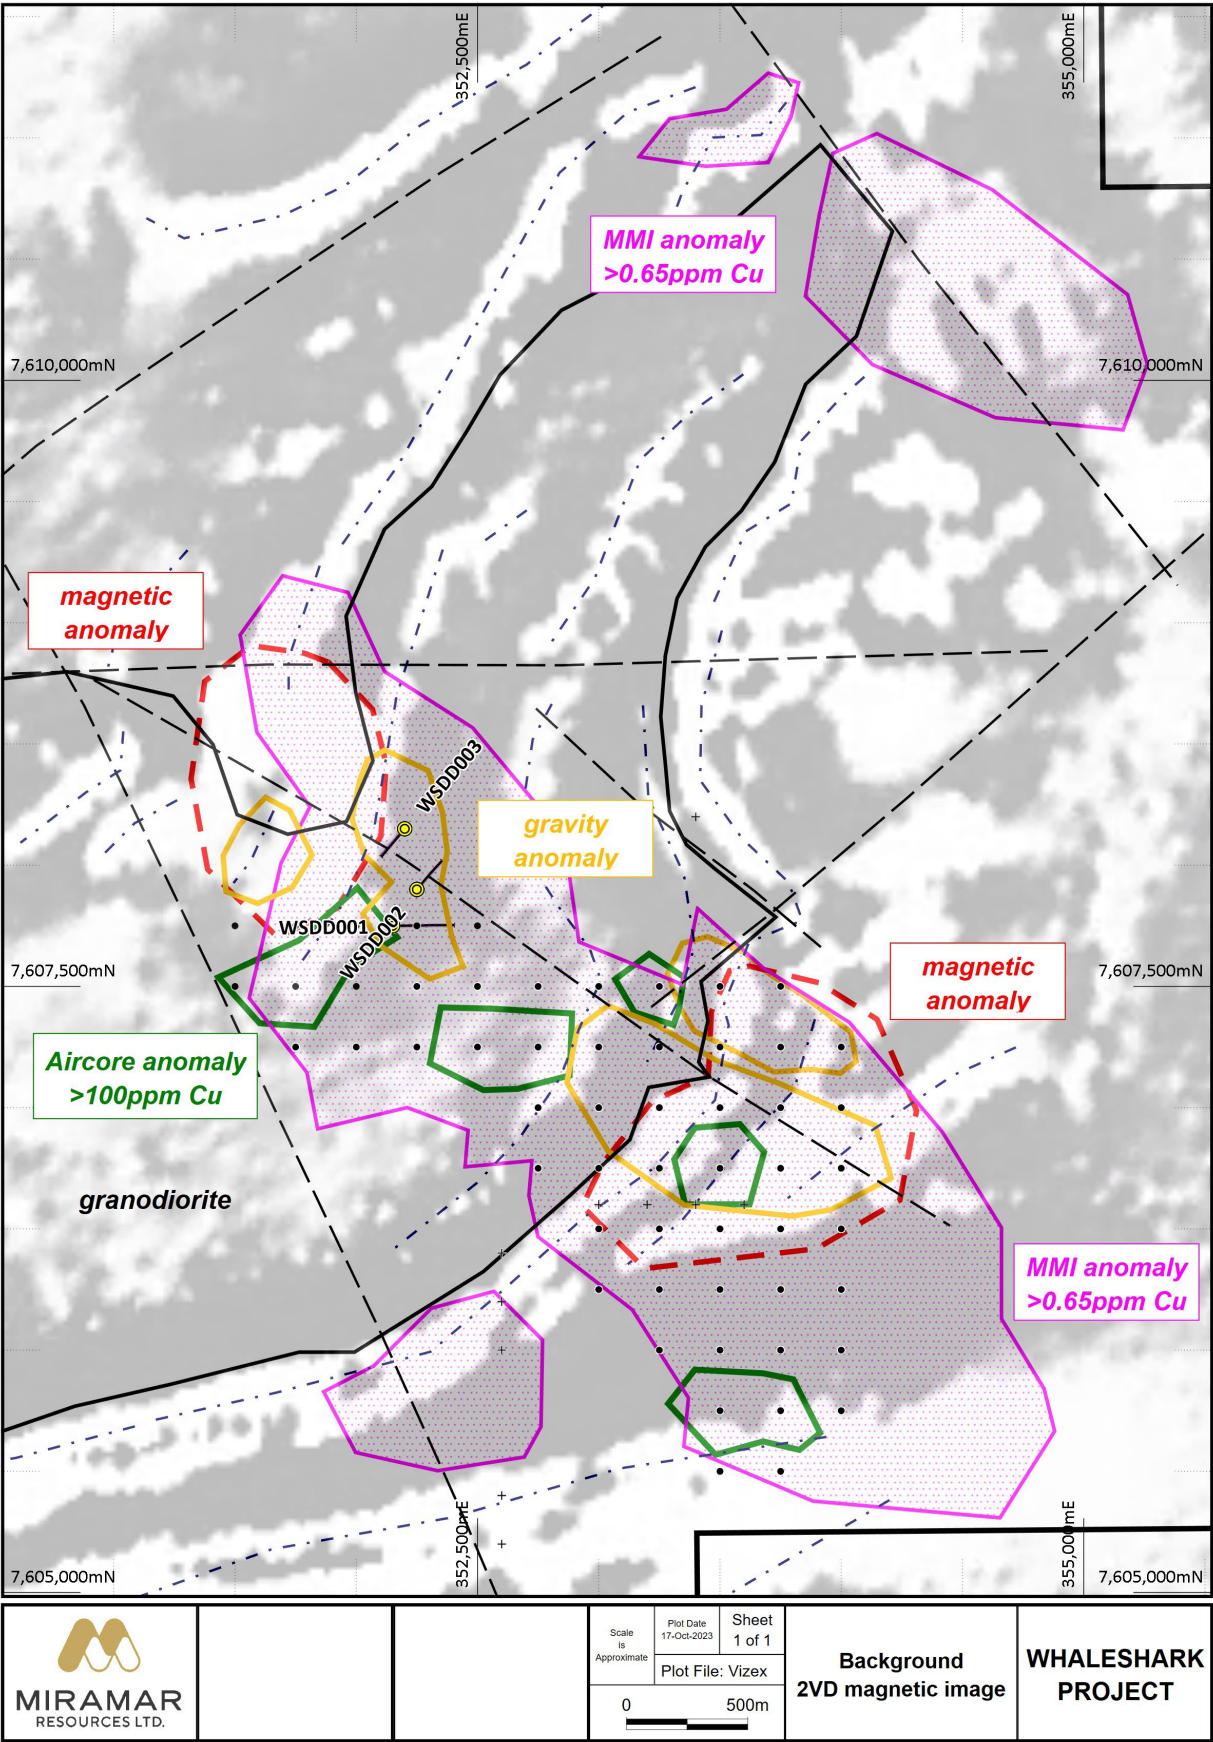 352,500mE
355,000mE
MMI anomaly
>0.65ppm Cu
7,610,000mN
7,610,000mN
magnetic
anomaly
WSDD003
gravity
anomaly
WSDD001
WSDD002
7,607,500mN
magnetic
anomaly
7,607,500mN
Aircore anomaly
>100ppm Cu
granodiorite
MMI anomaly
>0.65ppm Cu
352,500mE
355,000mE
7,605,000mN
7,605,000mN
MIRAMAR
RESOURCES LTD.
Scale
is
Approximate
Plot Date
17-Oct-2023
Sheet
1 of 1
Plot File: Vizex
0 500m
Background
2VD magnetic image
WHALESHARK
PROJECT